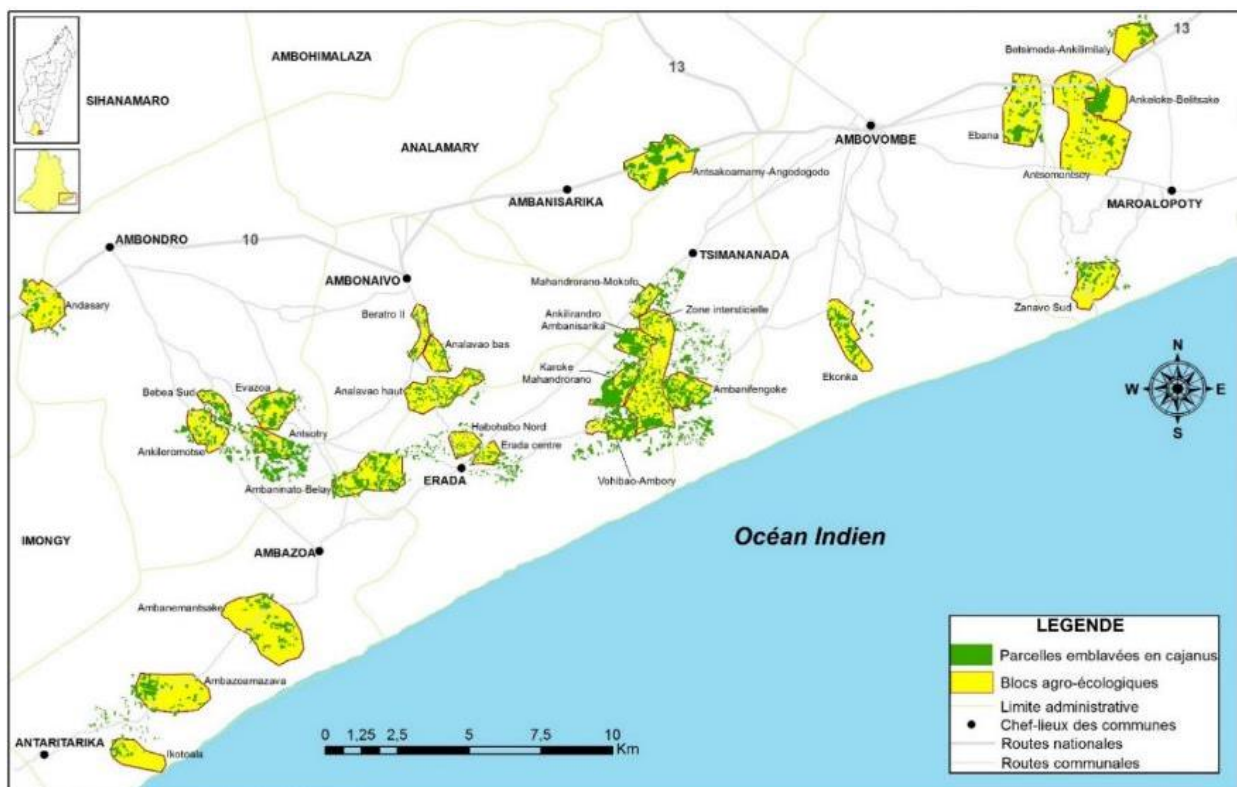 AMBOHIMALAZA
13
13
Betsimeda-Ankilimilaly
SIHANAMARO
Ankeloke-Belitsake
AMBOVOMBE
Ebana
ANALAMARY
Antsakoamamy-Angodogodo
Antsomontsoy
AMBANISARIKA
MAROALOPOTY
AMBONDRO
10
TSIMANANADA
AMBONAIVO
Mahandrorano-Mokofo
Andasary
Beratro II
Ankilirandro
Ambanisarika
Zone intersticielle
Zanavo Sud
Analavao bas
Karoke
Mahandrorano
Ekonka
N
W E
S
Bebea Sud
Evazoa
Analavao haut
Ambanifengoke
Antsotry
Habohabo Nord
Ankileromotse
Erada centre
Ambaninato-Belay
ERADA
Vohibao-Ambory
IMONGY
AMBAZOA
Océan Indien
Ambanemantsake
Ambazoamazava
ANTARITARIKA
Ikotoala
0 1,25 2,5 5 7,5 10
Km
LEGENDE
Parcelles emblavées en cajanus
Blocs agro-écologiques
Limite administrative
Chef-lieux des communes
Routes nationales
Routes communales